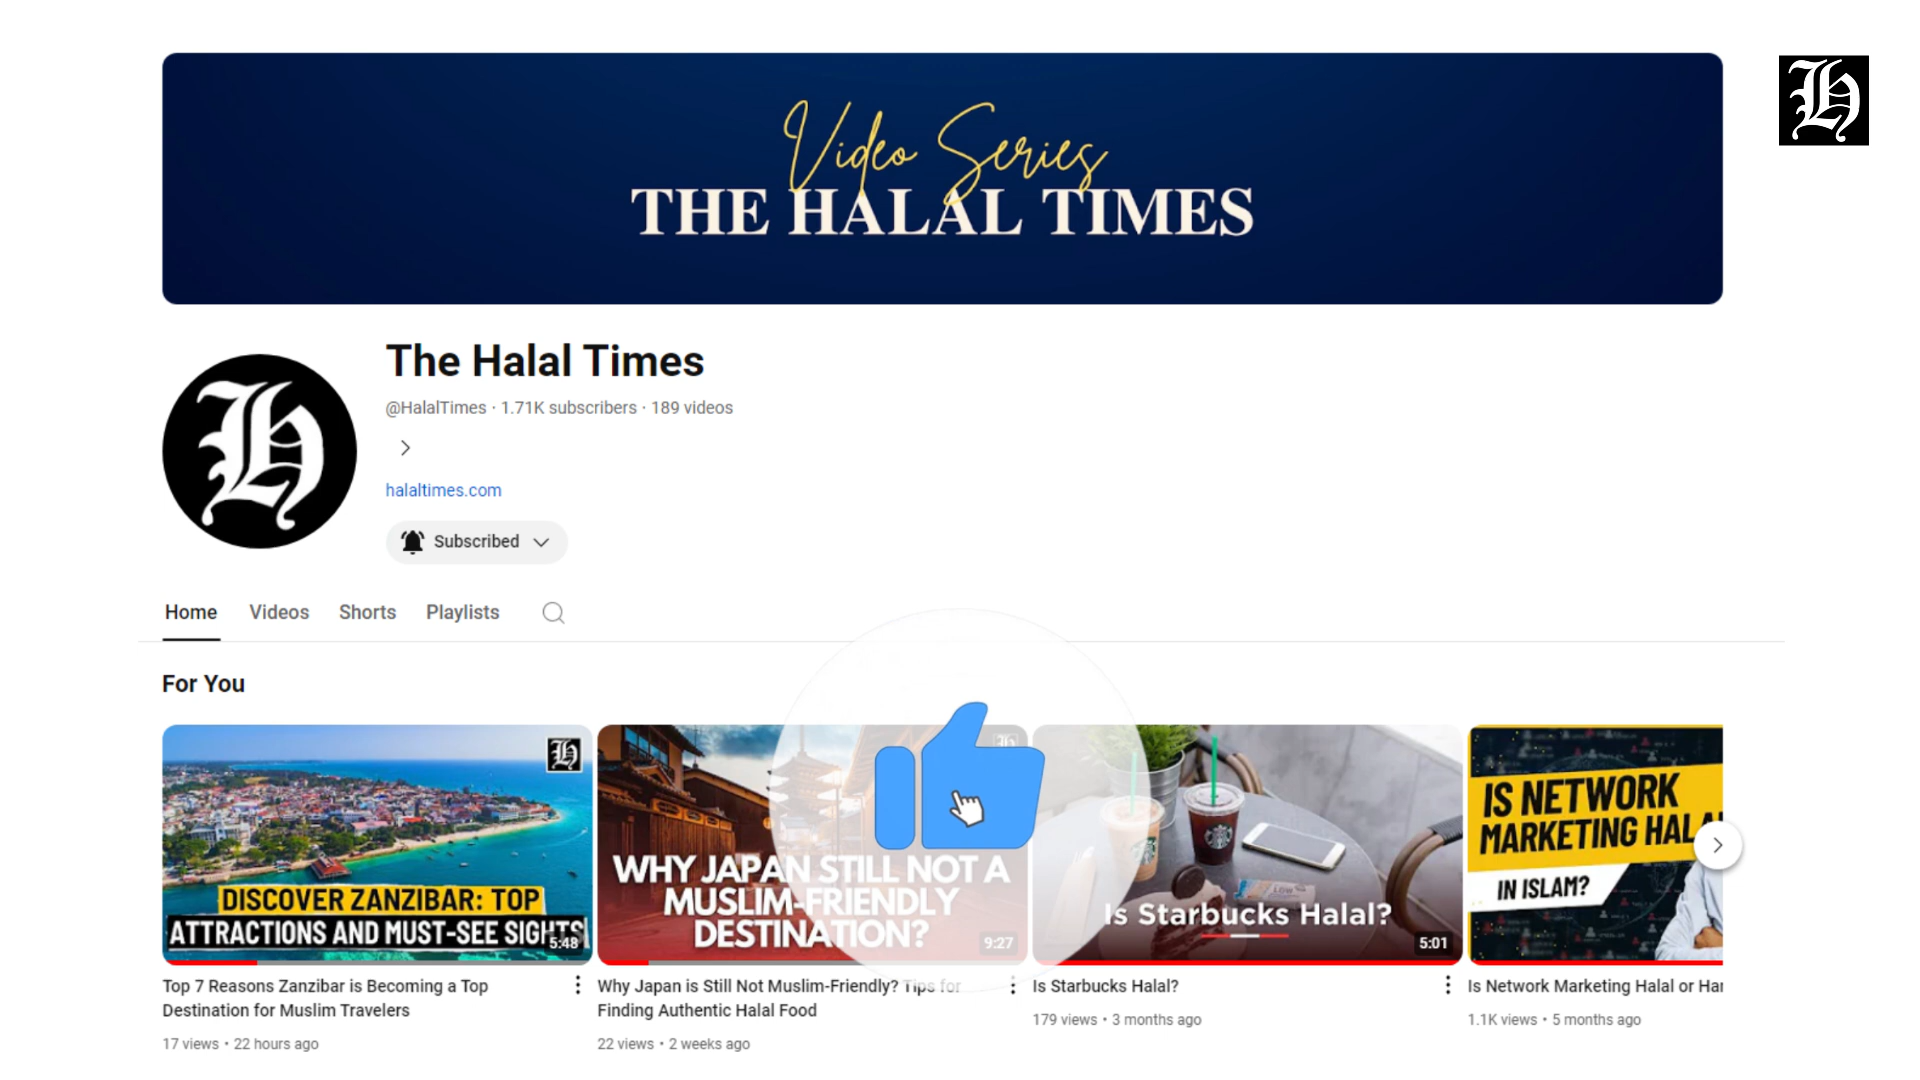 Video Series
THE HALAL TIMES
The Halal Times
@HalalTimes · 1.71K subscribers · 189 videos
halaltimes.com
Subscribed
Home Videos Shorts Playlists
For You
DISCOVER ZANZIBAR: TOP
ATTRACTIONS AND MUST-SEE SIGHTS
5:48
WHY JAPAN STILL NOT A
MUSLIM-FRIENDLY
DESTINATION?
9:27
LOW
Is Starbucks Halal?
5:01
IS NETWORK
MARKETING HALA
IN ISLAM?
Top 7 Reasons Zanzibar is Becoming a Top
Destination for Muslim Travelers
17 views • 22 hours ago
Why Japan is Still Not Muslim-Friendly? Tips for
Finding Authentic Halal Food
22 views • 2 weeks ago
Is Starbucks Halal?
179 views • 3 months ago
Is Network Marketing Halal or Har
1.1K views • 5 months ago